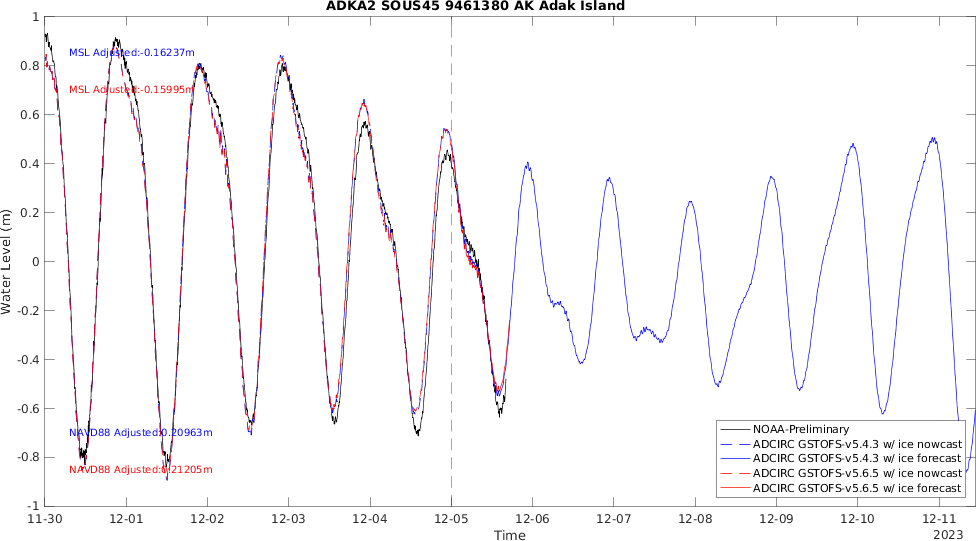 ADKA2 SOUS45 9461380 AK Adak Island
1
MSL Adjusted:-0.16237m
0.8
MSL Adjusted:-0.15995m
0.6
0.4
0.2
0
-0.2
-0.4
-0.6
NAVD88 Adjusted:0.20963m
-0.8
NAVD88 Adjusted:0.21205m
-1
Water Level (m)
NOAA-Preliminary
ADCIRC GSTOFS-v5.4.3 w/ ice nowcast
ADCIRC GSTOFS-v5.4.3 w/ ice forecast
ADCIRC GSTOFS-v5.6.5 w/ ice nowcast
ADCIRC GSTOFS-v5.6.5 w/ ice forecast
11-30 12-01 12-02 12-03 12-04 12-05 12-06 12-07 12-08 12-09 12-10 12-11
Time
2023